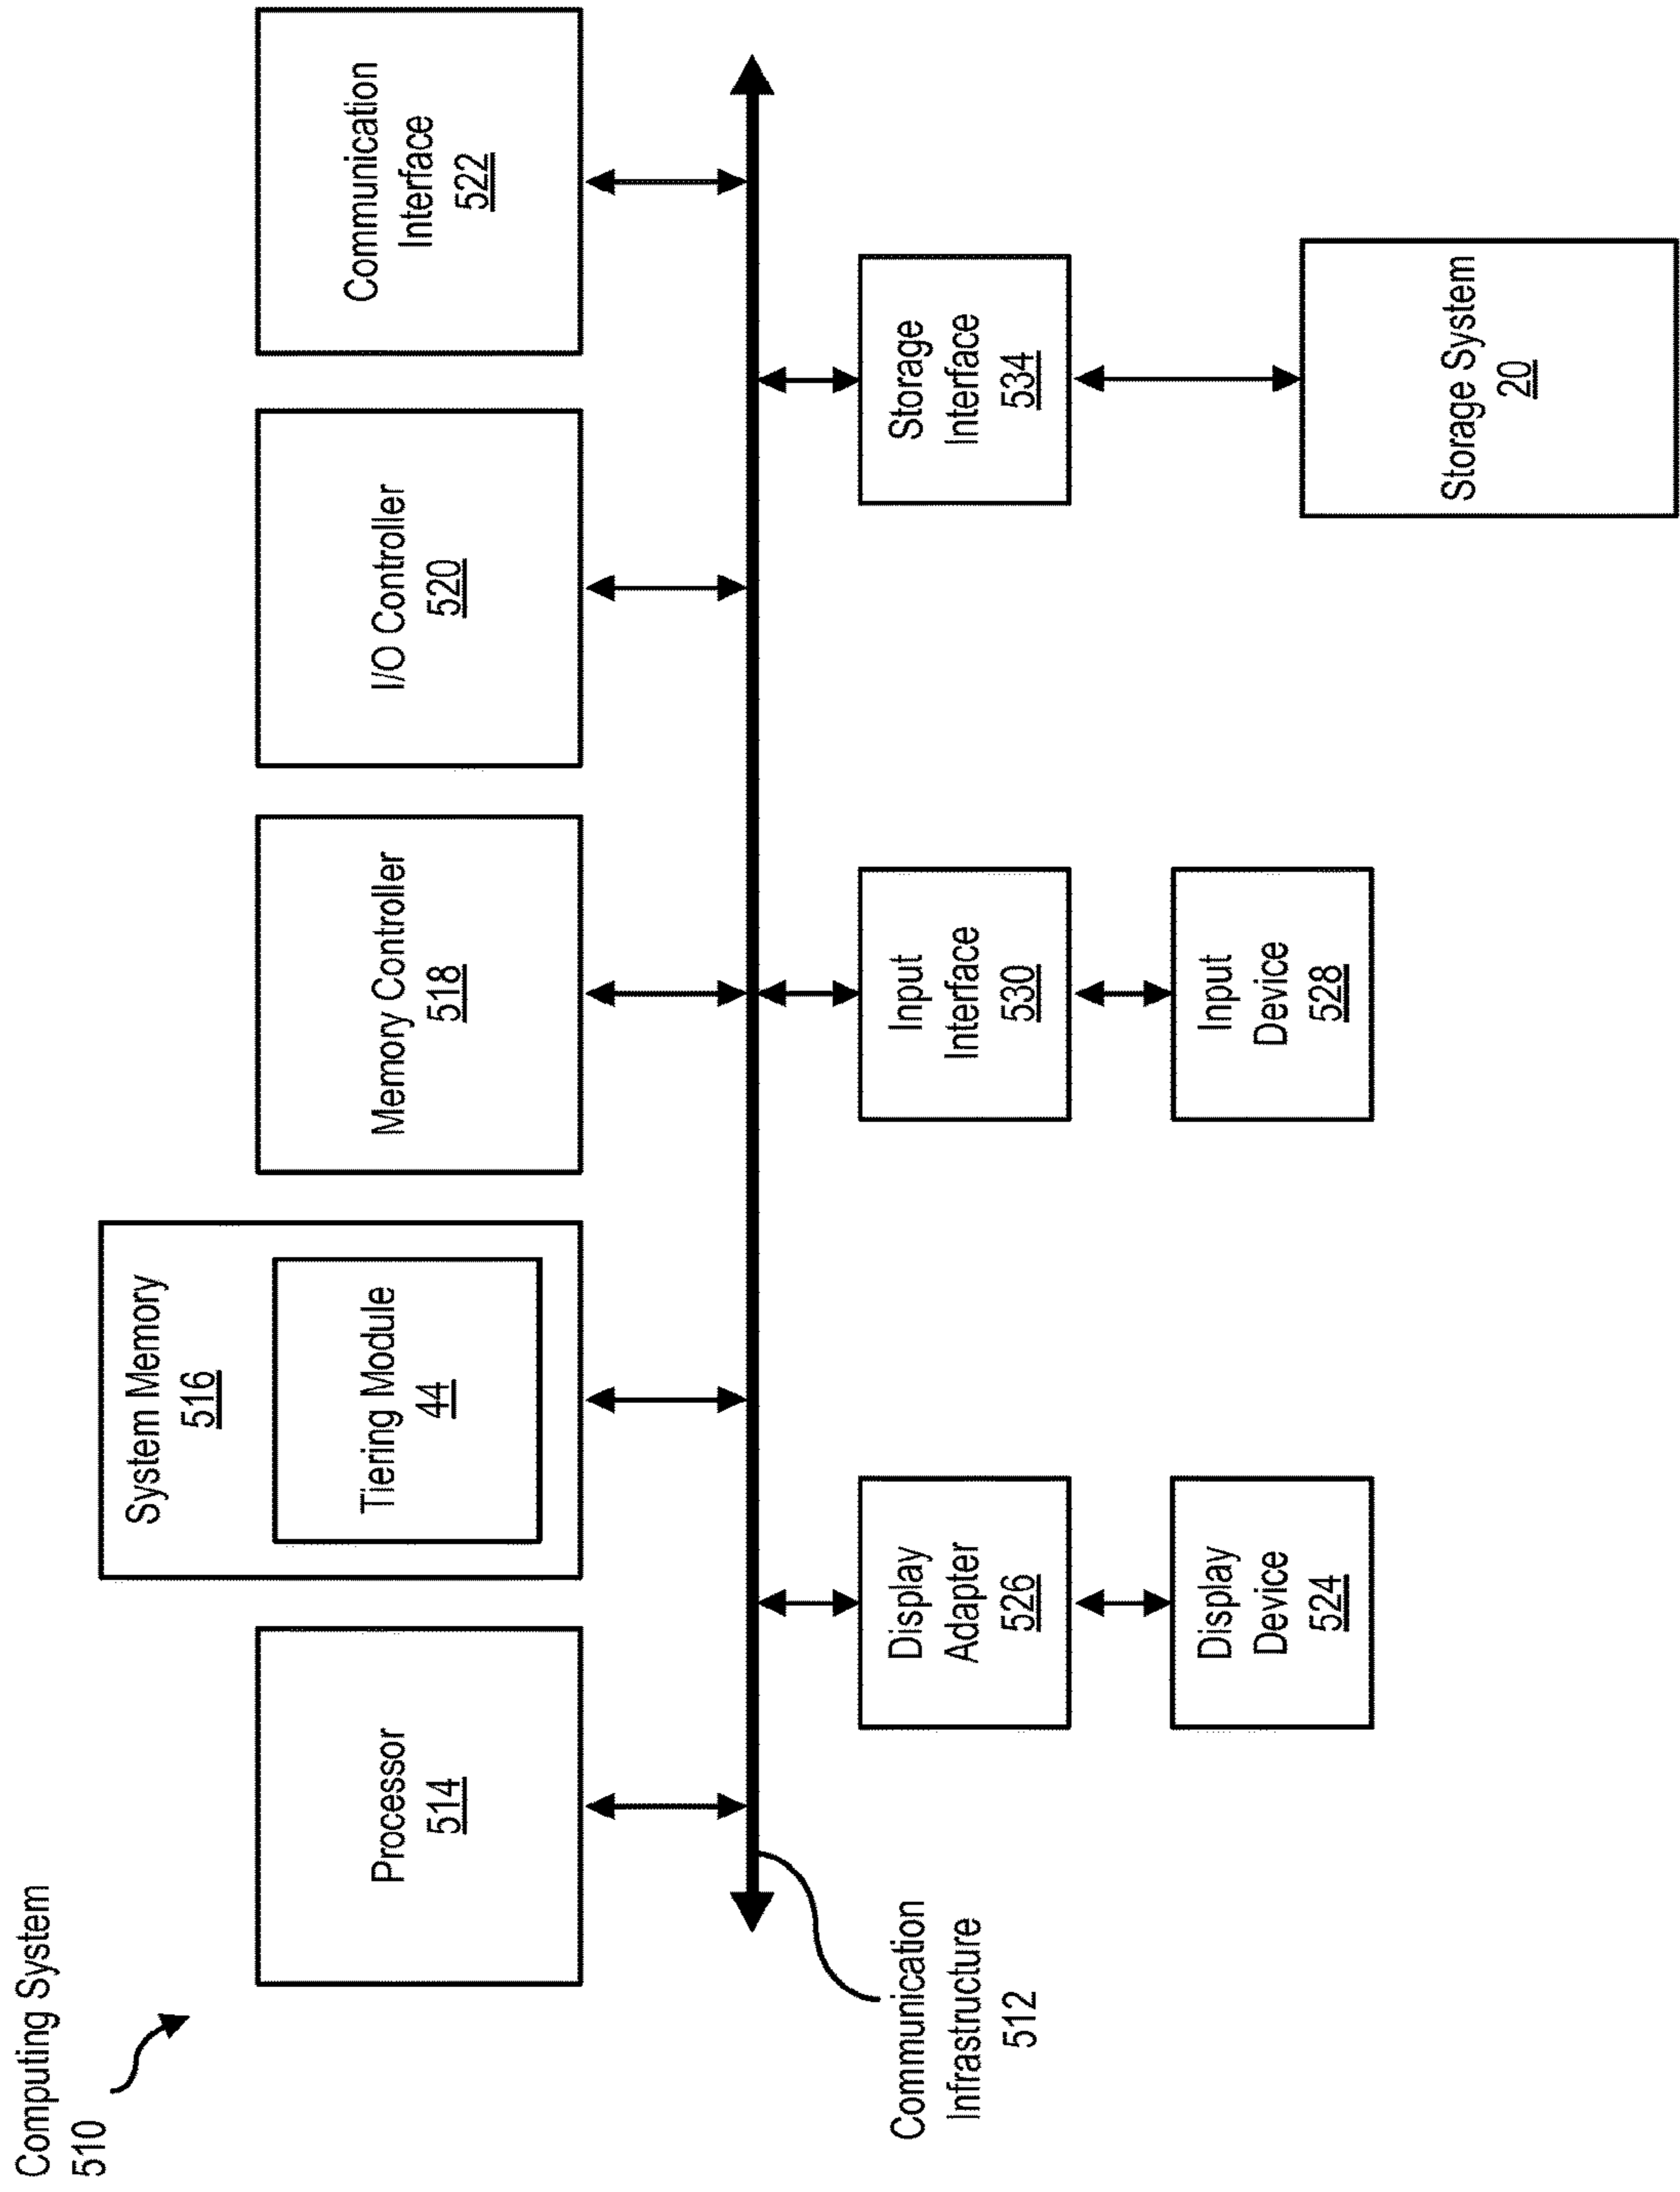 Computing System
510
Processor
514
System Memory
516
Tiering Module
44
Memory Controller
518
I/O Controller
520
Communication
Interface
522
Communication
Infrastructure
512
Display
Adapter
526
Input
Interface
530
Storage
Interface
534
Display
Device
524
Input
Device
528
Storage System
20